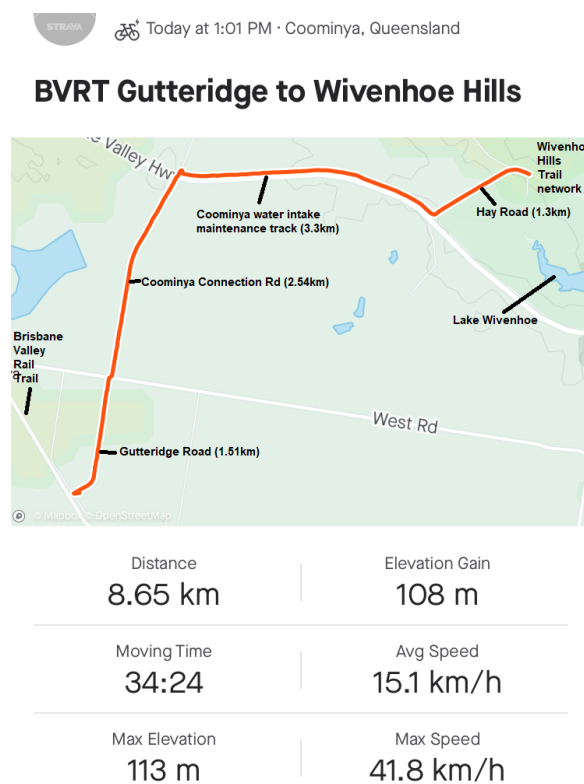 STRAVA
Today at 1:01 PM · Coominya, Queensland
BVRT Gutteridge to Wivenhoe Hills
Valley Hwy
Wivenho
Hills
Trail
network
Coominya water intake
maintenance track (3.3km)
Hay Road (1.3km)
Coominya Connection Rd (2.54km)
Lake Wivenhoe
Brisbane
Valley
Rail
Trail
West Rd
Gutteridge Road (1.51km)
© Mapbox © OpenStreetMap
Distance
8.65 km
Elevation Gain
108 m
Moving Time
34:24
Avg Speed
15.1 km/h
Max Elevation
113 m
Max Speed
41.8 km/h